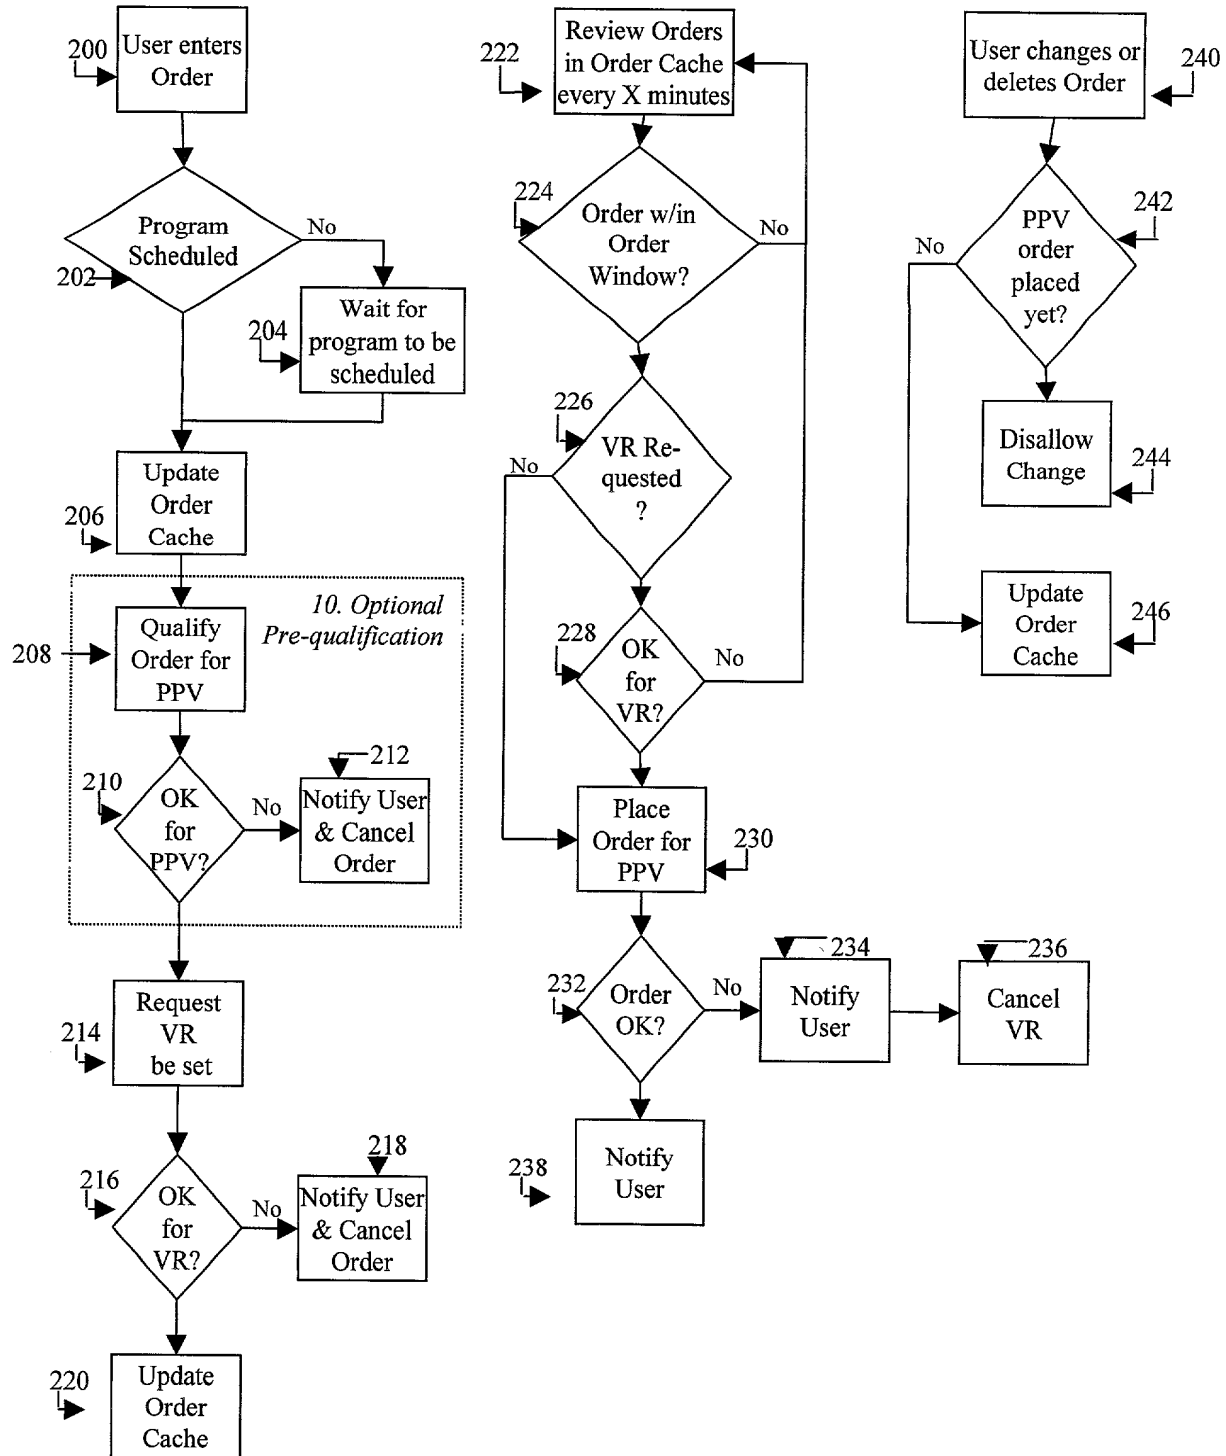 200
User enters
Order
Program
Scheduled
No
202
204
Wait for
program to be
scheduled
Update
Order
Cache
206
10. Optional
Pre-qualification
208
Qualify
Order for
PPV
210
OK
for
PPV?
No
212
Notify User
& Cancel
Order
214
Request
VR
be set
216
OK
for
VR?
No
218
Notify User
& Cancel
Order
220
Update
Order
Cache
222
Review Orders
in Order Cache
every X minutes
224
Order w/in
Order
Window?
No
226
VR Re-
quested
?
No
228
OK
for
VR?
No
Place
Order for
PPV
230
232
Order
OK?
No
234
Notify
User
236
Cancel
VR
238
Notify
User
User changes or
deletes Order
240
242
PPV
order
placed
yet?
No
Disallow
Change
244
Update
Order
Cache
246